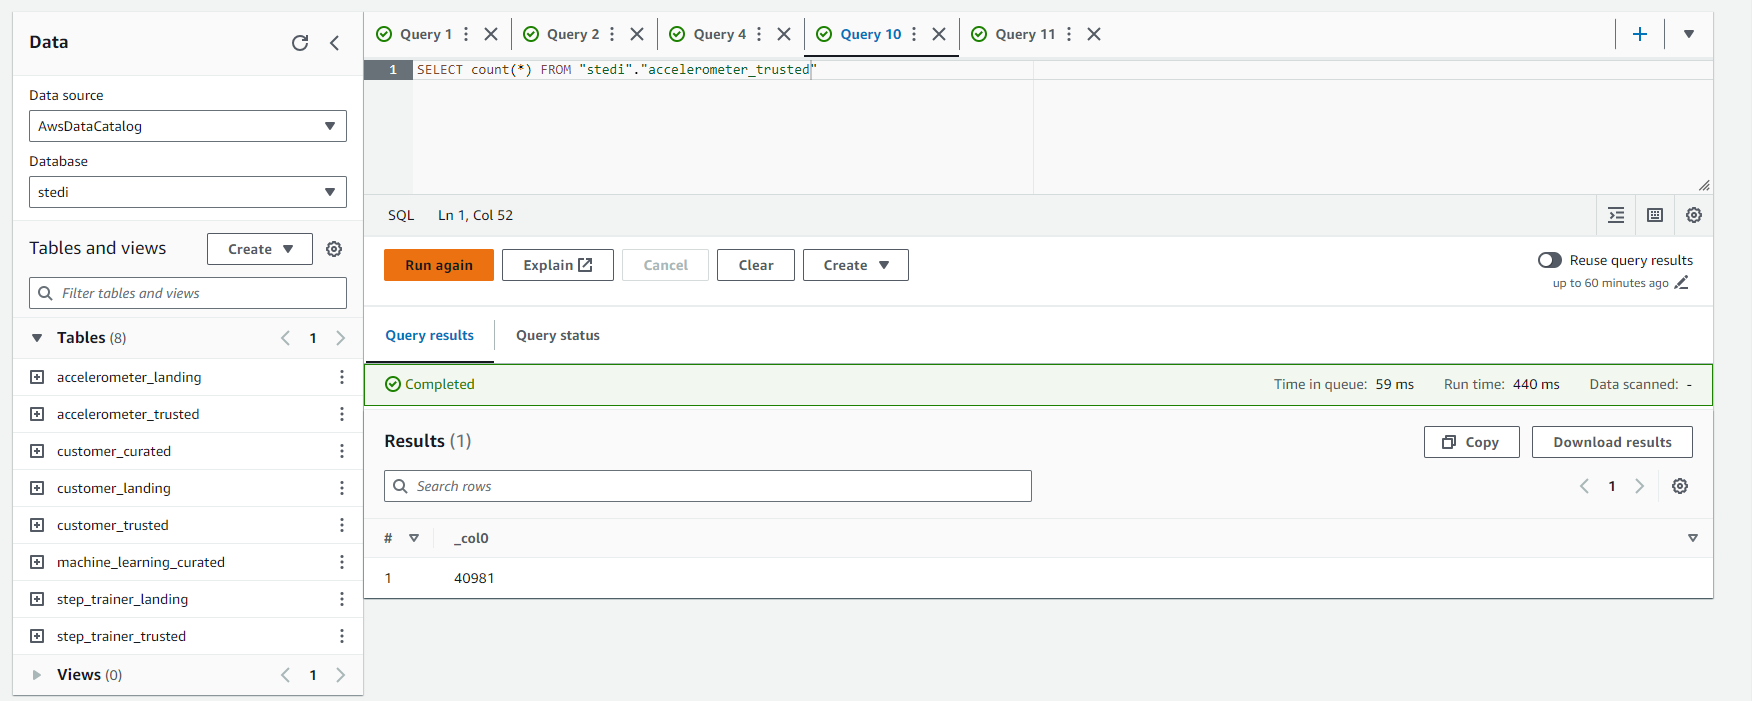 Data
Data source
AwsDataCatalog
Database
stedi
Tables and views
Create
Filter tables and views
Tables (8)
1
accelerometer_landing
accelerometer_trusted
customer_curated
customer_landing
customer_trusted
machine_learning_curated
step_trainer_landing
step_trainer_trusted
Views (0)
1
Query 1
Query 2
Query 4
Query 10
Query 11
1 SELECT count(*) FROM "stedi"."accelerometer_trusted"
SQL Ln 1, Col 52
Run again
Explain
Cancel
Clear
Create
Reuse query results
up to 60 minutes ago
Query results
Query status
Completed
Time in queue: 59 ms Run time: 440 ms Data scanned: -
Results (1)
Copy
Download results
Search rows
1
# _col0
1 40981